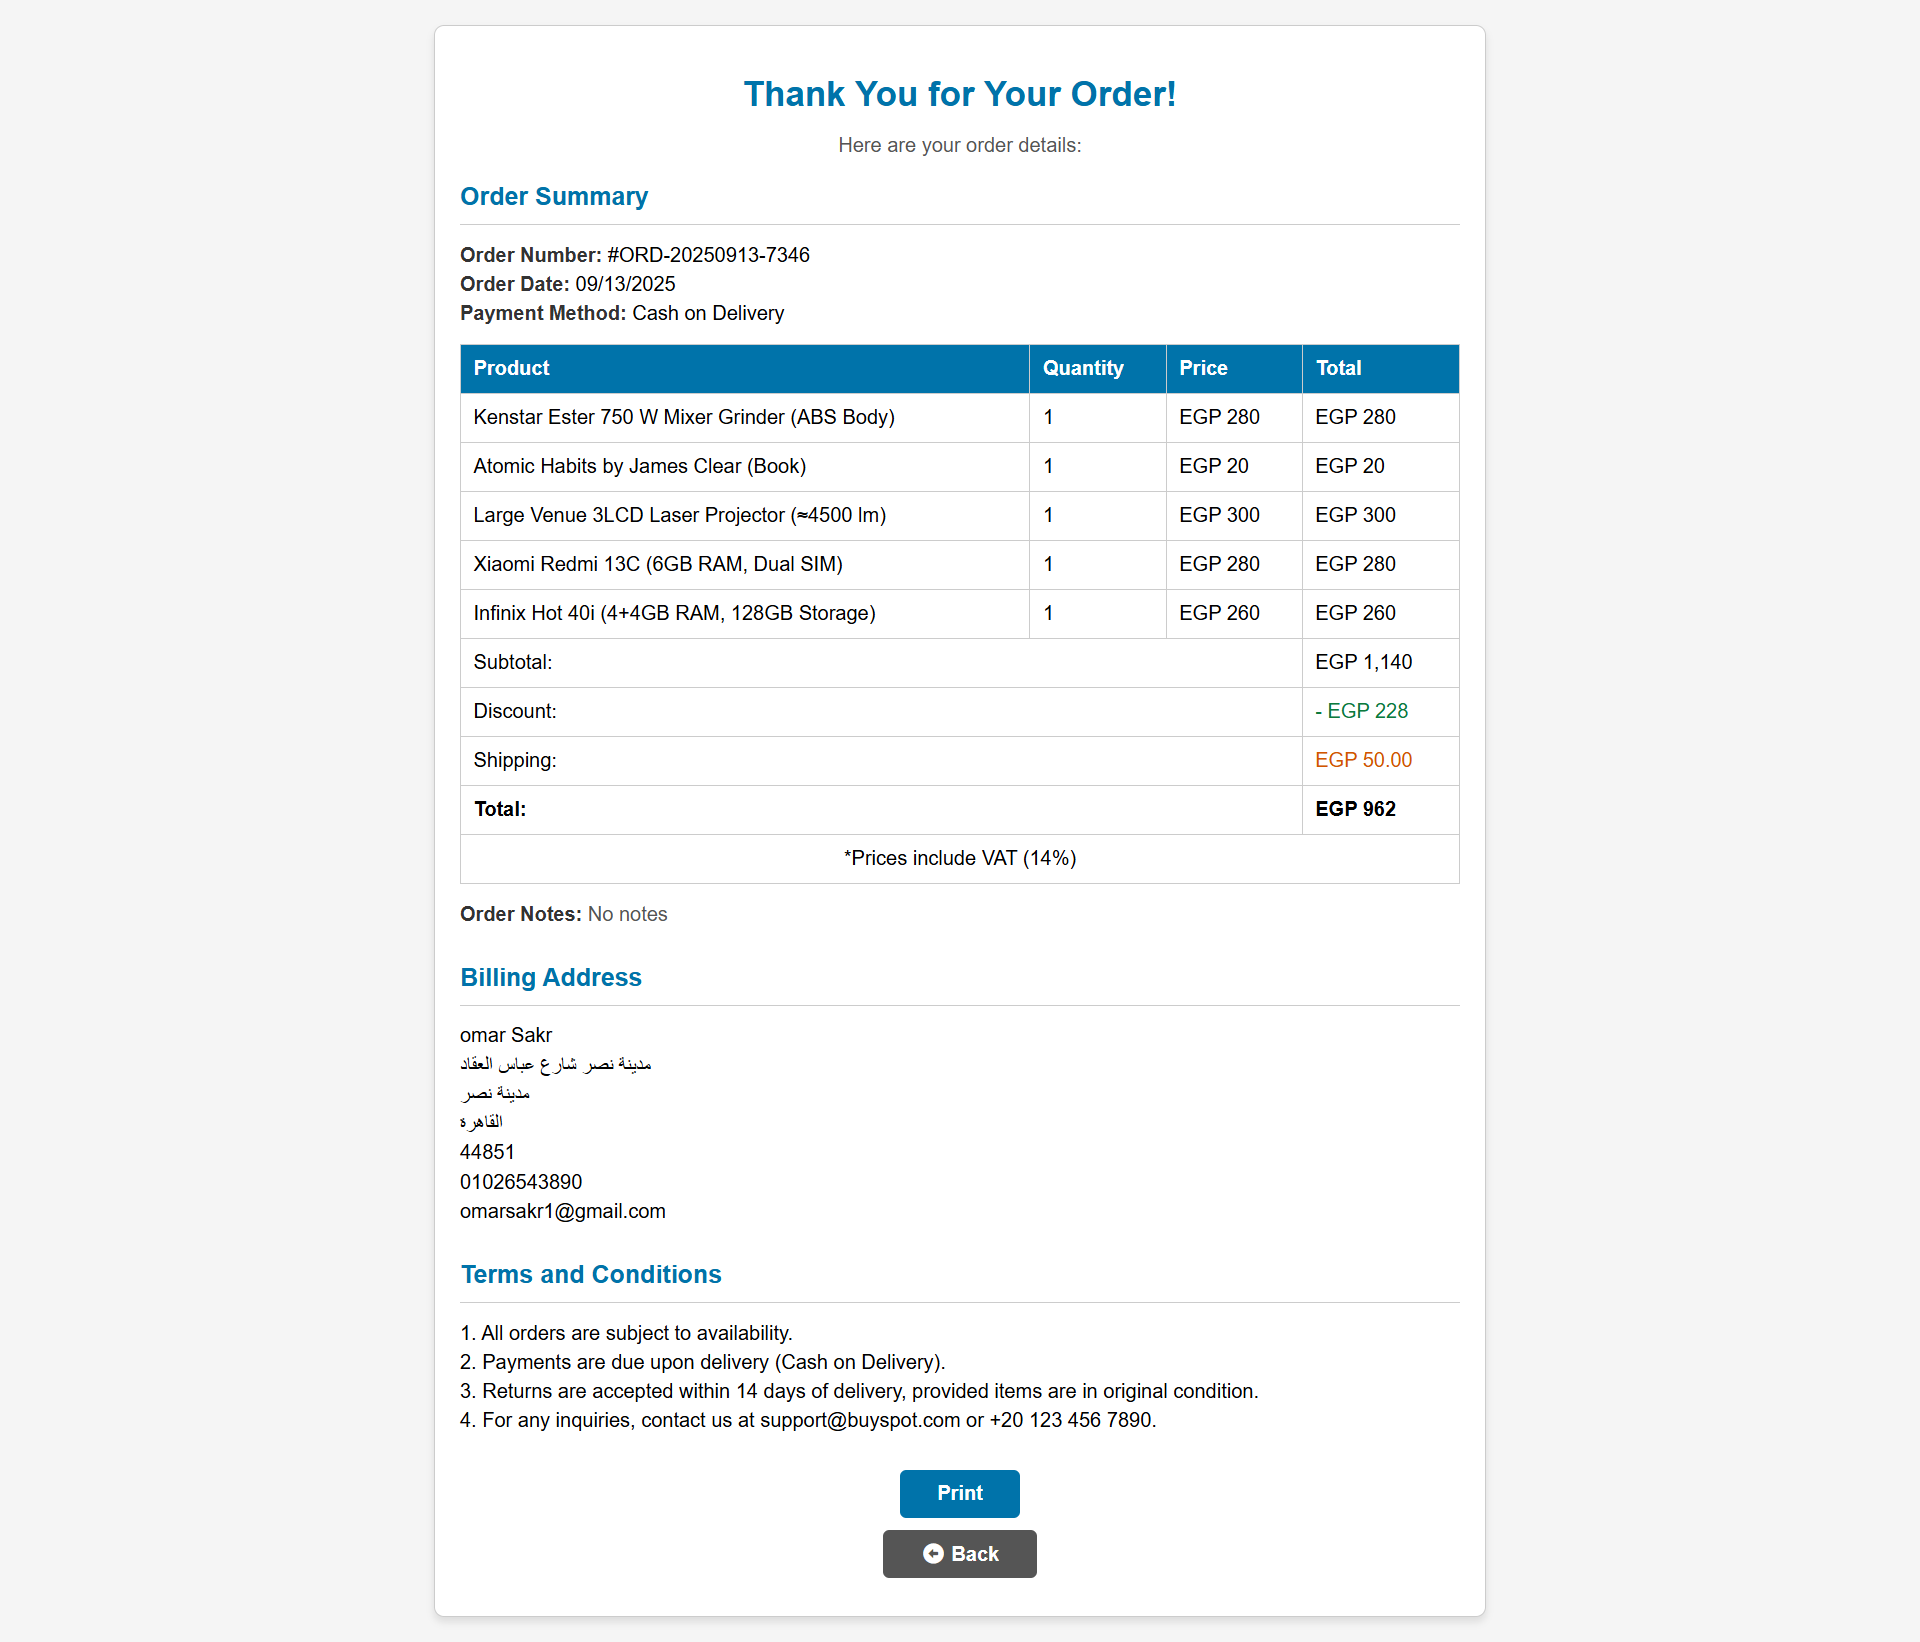 Thank You for Your Order!
Here are your order details:
Order Summary
Order Number: #ORD-20250913-7346
Order Date: 09/13/2025
Payment Method: Cash on Delivery
Product Quantity Price Total
Kenstar Ester 750 W Mixer Grinder (ABS Body) 1 EGP 280 EGP 280
Atomic Habits by James Clear (Book) 1 EGP 20 EGP 20
Large Venue 3LCD Laser Projector (≈4500 lm) 1 EGP 300 EGP 300
Xiaomi Redmi 13C (6GB RAM, Dual SIM) 1 EGP 280 EGP 280
Infinix Hot 40i (4+4GB RAM, 128GB Storage) 1 EGP 260 EGP 260
Subtotal: EGP 1,140
Discount: - EGP 228
Shipping: EGP 50.00
Total: EGP 962
*Prices include VAT (14%)
Order Notes: No notes
Billing Address
omar Sakr
مدينة نصر شارع عباس العقاد
مدينة نصر
القاهرة
44851
01026543890
omarsakr1@gmail.com
Terms and Conditions
1. All orders are subject to availability.
2. Payments are due upon delivery (Cash on Delivery).
3. Returns are accepted within 14 days of delivery, provided items are in original condition.
4. For any inquiries, contact us at support@buyspot.com or +20 123 456 7890.
Print
Back